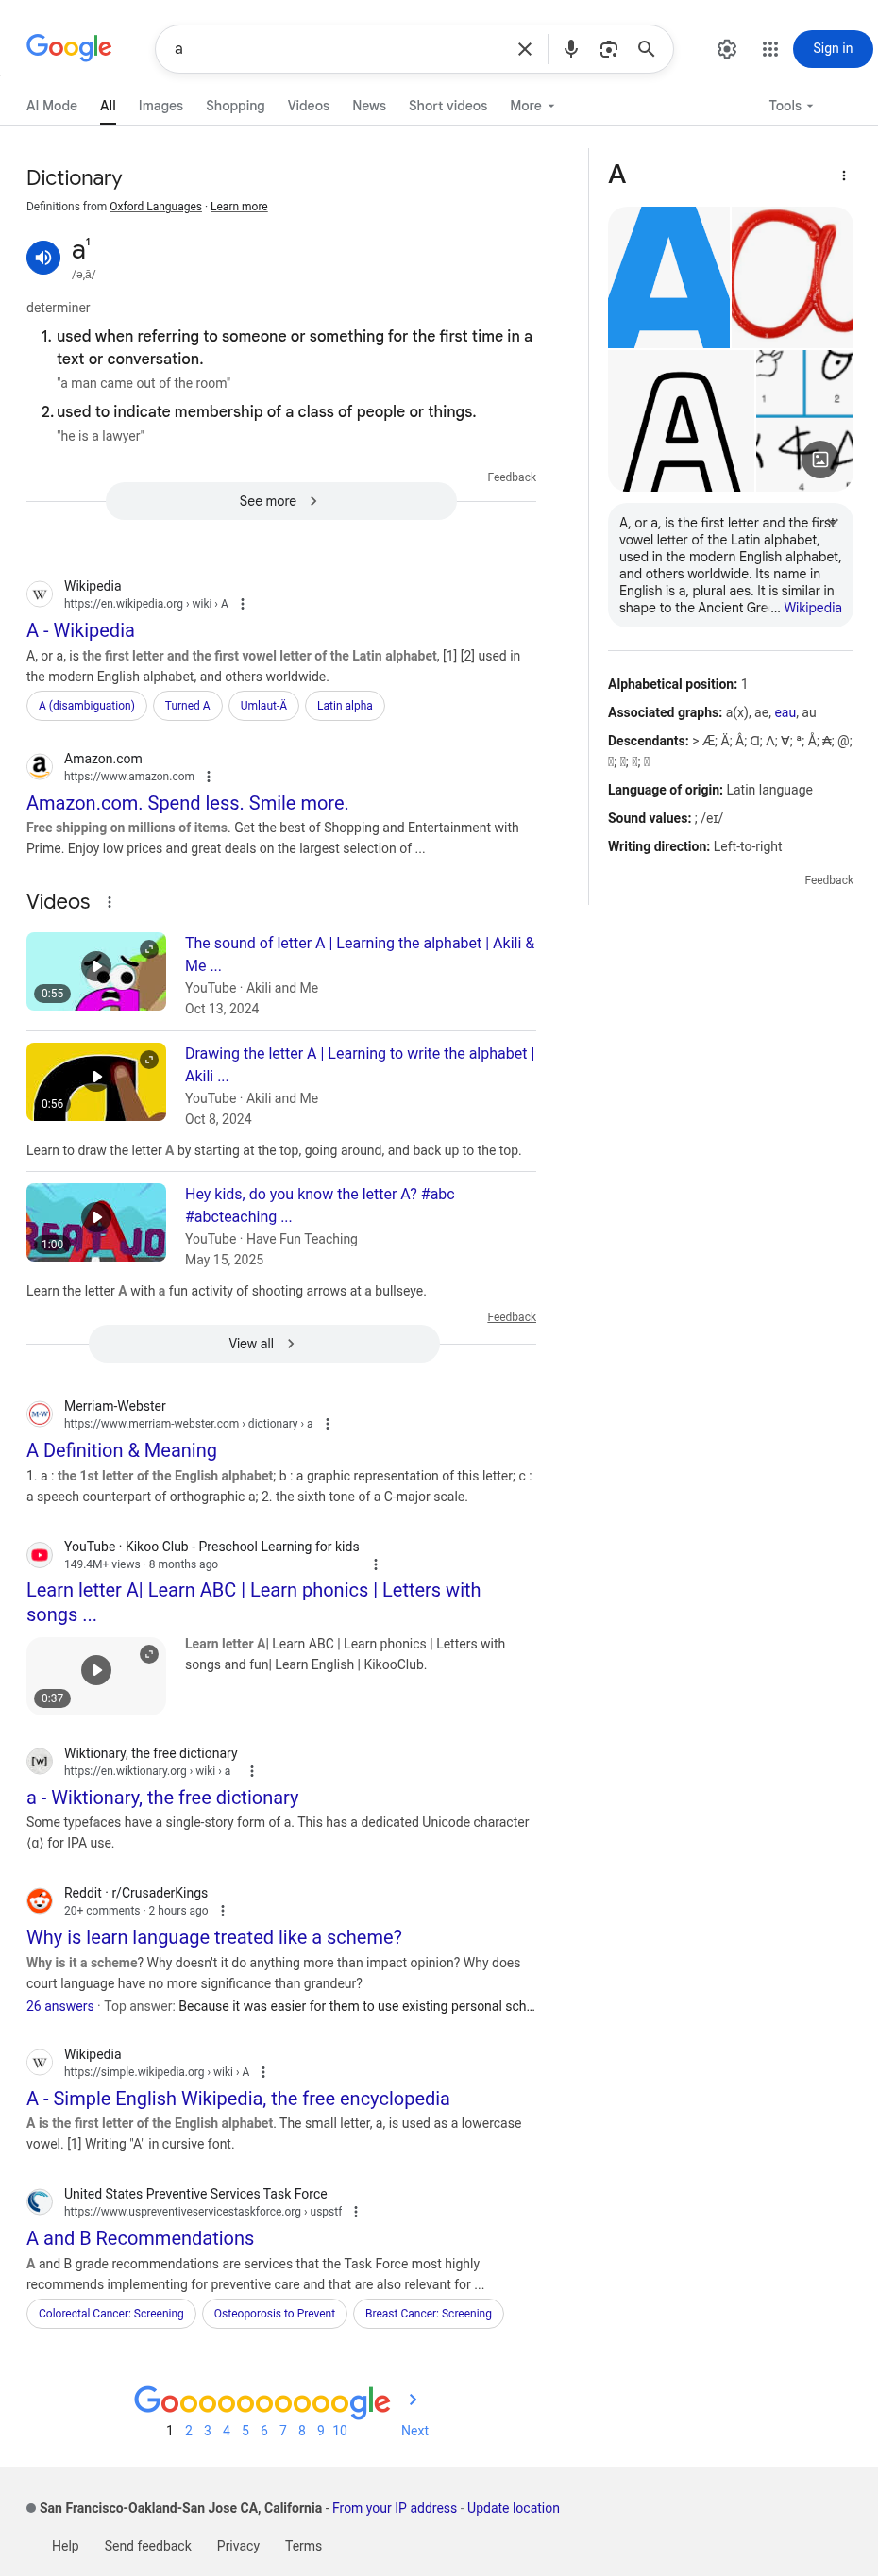 Google
a
Sign in
AI Mode
All
Images
Shopping
Videos
News
Short videos
More
Tools
Dictionary
Definitions from Oxford Languages · Learn more
a¹
/ə,ā/
determiner
1. used when referring to someone or something for the first time in a
text or conversation.
"a man came out of the room"
2. used to indicate membership of a class of people or things.
"he is a lawyer"
Feedback
See more
Wikipedia
https://en.wikipedia.org › wiki › A
A - Wikipedia
A, or a, is the first letter and the first vowel letter of the Latin alphabet, [1] [2] used in
the modern English alphabet, and others worldwide.
A (disambiguation)
Turned A
Umlaut-Ä
Latin alpha
Amazon.com
https://www.amazon.com
Amazon.com. Spend less. Smile more.
Free shipping on millions of items. Get the best of Shopping and Entertainment with
Prime. Enjoy low prices and great deals on the largest selection of ...
Videos
0:55
The sound of letter A | Learning the alphabet | Akili &
Me ...
YouTube · Akili and Me
Oct 13, 2024
0:56
Drawing the letter A | Learning to write the alphabet |
Akili ...
YouTube · Akili and Me
Oct 8, 2024
Learn to draw the letter A by starting at the top, going around, and back up to the top.
1:00
Hey kids, do you know the letter A? #abc
#abcteaching ...
YouTube · Have Fun Teaching
May 15, 2025
Learn the letter A with a fun activity of shooting arrows at a bullseye.
Feedback
View all
Merriam-Webster
https://www.merriam-webster.com › dictionary › a
A Definition & Meaning
1. a : the 1st letter of the English alphabet; b : a graphic representation of this letter; c :
a speech counterpart of orthographic a; 2. the sixth tone of a C-major scale.
YouTube · Kikoo Club - Preschool Learning for kids
149.4M+ views · 8 months ago
Learn letter A| Learn ABC | Learn phonics | Letters with
songs ...
0:37
Learn letter A| Learn ABC | Learn phonics | Letters with
songs and fun| Learn English | KikooClub.
Wiktionary, the free dictionary
https://en.wiktionary.org › wiki › a
a - Wiktionary, the free dictionary
Some typefaces have a single-story form of a. This has a dedicated Unicode character
⟨ɑ⟩ for IPA use.
Reddit · r/CrusaderKings
20+ comments · 2 hours ago
Why is learn language treated like a scheme?
Why is it a scheme? Why doesn't it do anything more than impact opinion? Why does
court language have no more significance than grandeur?
26 answers · Top answer: Because it was easier for them to use existing personal sch...
Wikipedia
https://simple.wikipedia.org › wiki › A
A - Simple English Wikipedia, the free encyclopedia
A is the first letter of the English alphabet. The small letter, a, is used as a lowercase
vowel. [1] Writing "A" in cursive font.
United States Preventive Services Task Force
https://www.uspreventiveservicestaskforce.org › uspstf
A and B Recommendations
A and B grade recommendations are services that the Task Force most highly
recommends implementing for preventive care and that are also relevant for ...
Colorectal Cancer: Screening
Osteoporosis to Prevent
Breast Cancer: Screening
A
A, or a, is the first letter and the first
vowel letter of the Latin alphabet,
used in the modern English alphabet,
and others worldwide. Its name in
English is a, plural aes. It is similar in
shape to the Ancient Gre ... Wikipedia
Alphabetical position: 1
Associated graphs: a(x), ae, eau, au
Descendants: > Æ; Ä; Â; Ɑ; Λ; Ɐ; ª; Å; ₳; @;
Language of origin: Latin language
Sound values: ; /eɪ/
Writing direction: Left-to-right
Feedback
Goooooooooogle
1 2 3 4 5 6 7 8 9 10 Next
San Francisco-Oakland-San Jose CA, California - From your IP address - Update location
Help
Send feedback
Privacy
Terms